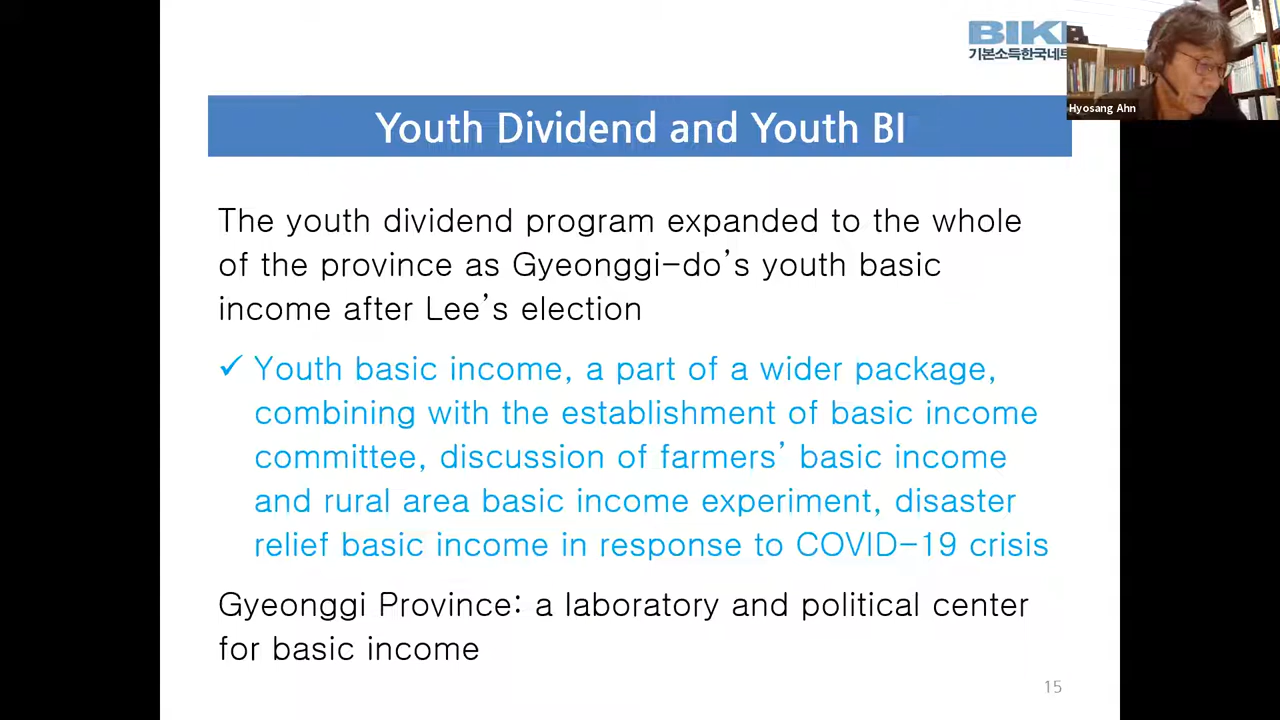 BIK
기본소득한국네트
Hyosang Ahn
Youth Dividend and Youth BI
The youth dividend program expanded to the whole
of the province as Gyeonggi-do's youth basic
income after Lee's election
✓ Youth basic income, a part of a wider package,
combining with the establishment of basic income
committee, discussion of farmers' basic income
and rural area basic income experiment, disaster
relief basic income in response to COVID-19 crisis
Gyeonggi Province: a laboratory and political center
for basic income
15